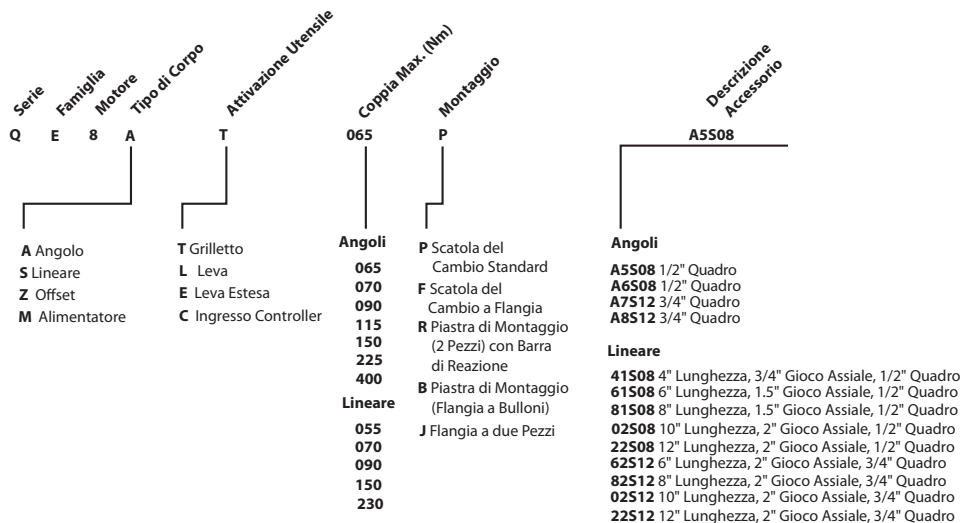 Serie
Famiglia
Motore
Tipo di Corpo
Attivazione Utensile
Coppia Max. (Nm)
Montaggio
Descrizione
Accessorio
Q E 8 A T 065 P A5S08
A Angolo
S Lineare
Z Offset
M Alimentatore
T Grilletto
L Leva
E Leva Estesa
C Ingresso Controller
Angoli
065
070
090
115
150
225
400
Lineare
055
070
090
150
230
P Scatola del
Cambio Standard
F Scatola del
Cambio a Flangia
R Piastra di Montaggio
(2 Pezzi) con Barra
di Reazione
B Piastra di Montaggio
(Flangia a Bulloni)
J Flangia a due Pezzi
Angoli
A5S08 1/2" Quadro
A6S08 1/2" Quadro
A7S12 3/4" Quadro
A8S12 3/4" Quadro
Lineare
41S08 4" Lunghezza, 3/4" Gioco Assiale, 1/2" Quadro
61S08 6" Lunghezza, 1.5" Gioco Assiale, 1/2" Quadro
81S08 8" Lunghezza, 1.5" Gioco Assiale, 1/2" Quadro
02S08 10" Lunghezza, 2" Gioco Assiale, 1/2" Quadro
22S08 12" Lunghezza, 2" Gioco Assiale, 1/2" Quadro
62S12 6" Lunghezza, 2" Gioco Assiale, 3/4" Quadro
82S12 8" Lunghezza, 2" Gioco Assiale, 3/4" Quadro
02S12 10" Lunghezza, 2" Gioco Assiale, 3/4" Quadro
22S12 12" Lunghezza, 2" Gioco Assiale, 3/4" Quadro